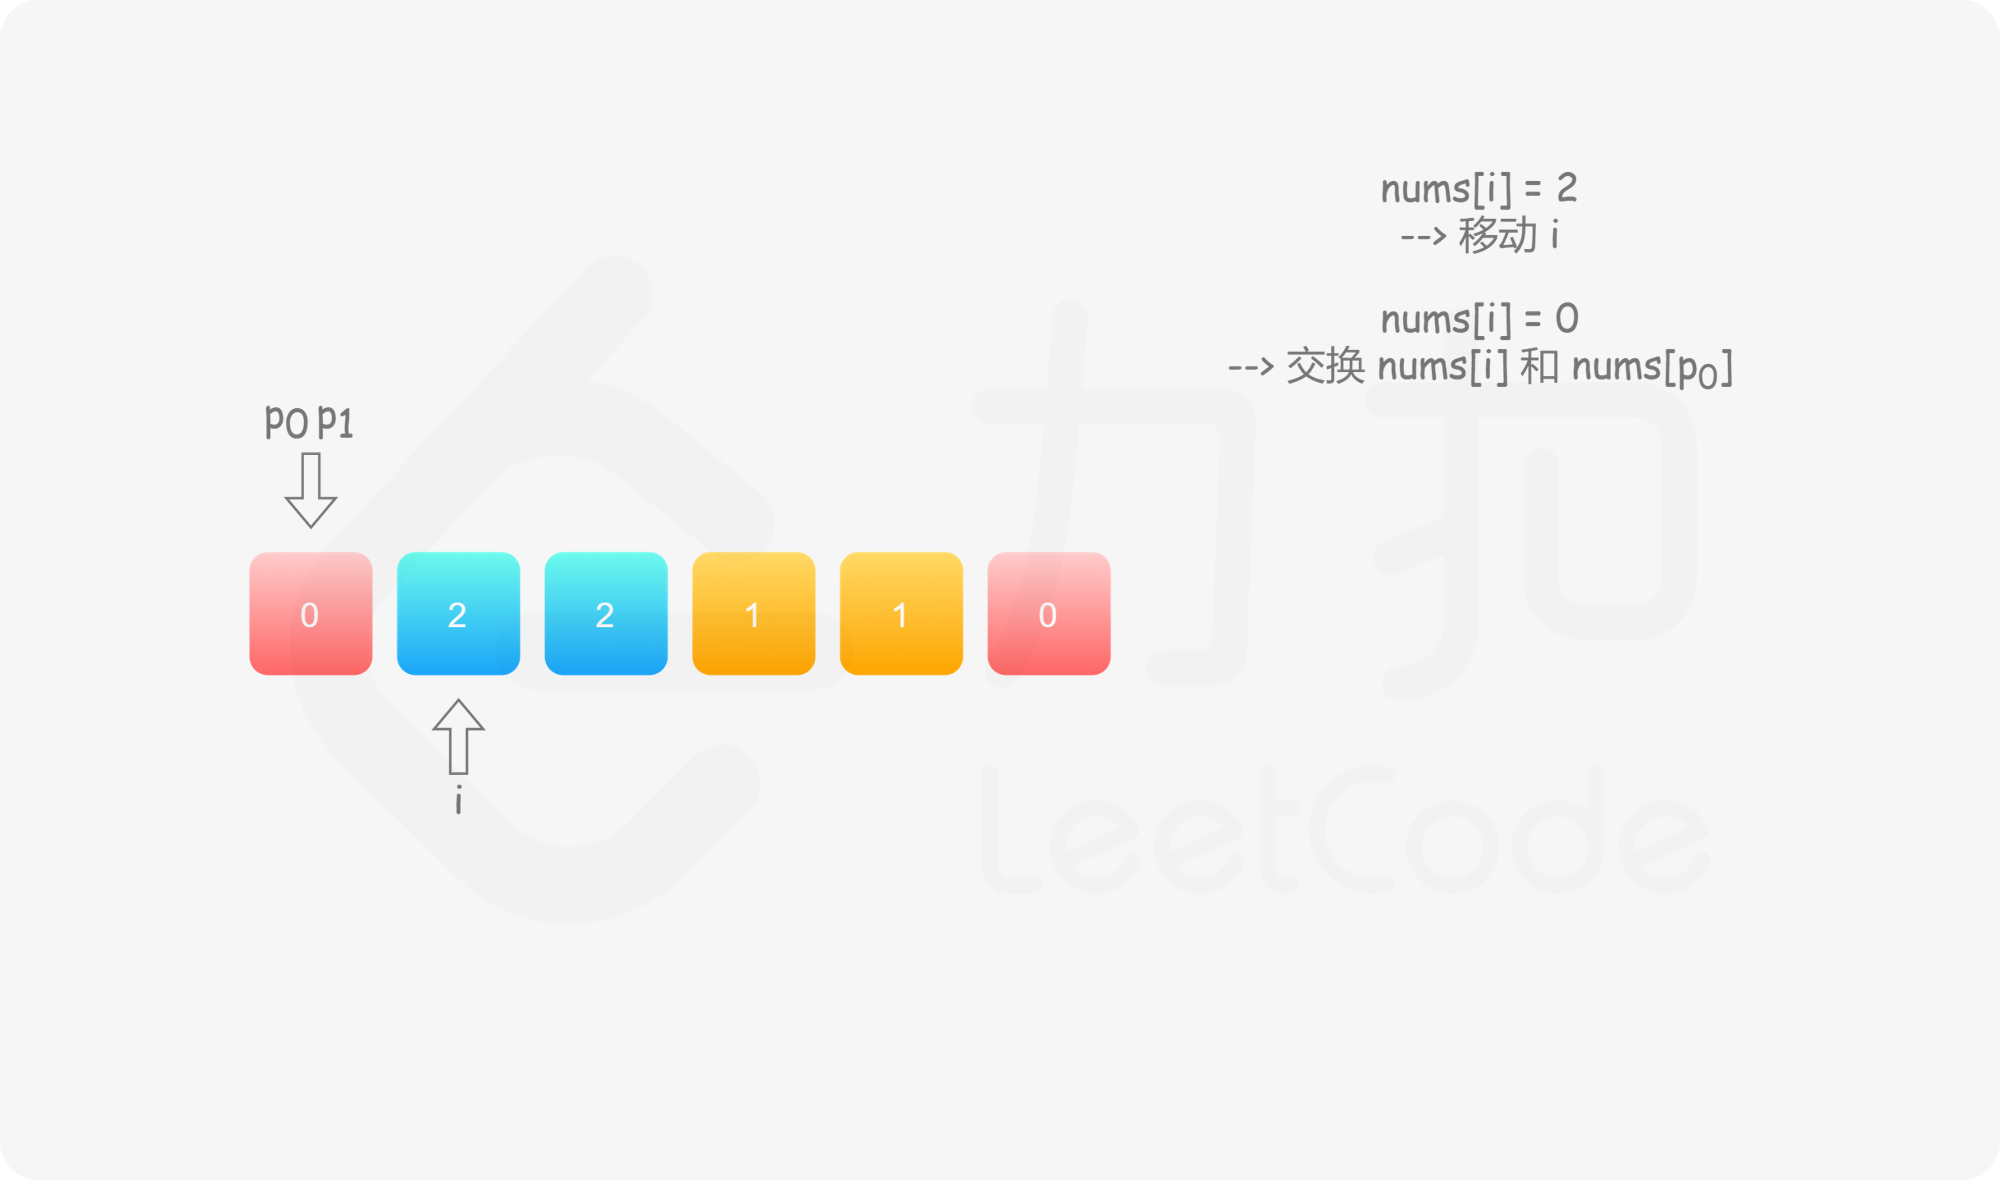 nums[i] = 2
--> 移动 i
nums[i] = 0
--> 交换 nums[i] 和 nums[p0]
p0 p1
0 2 2 1 1 0
i
力扣
LeetCode